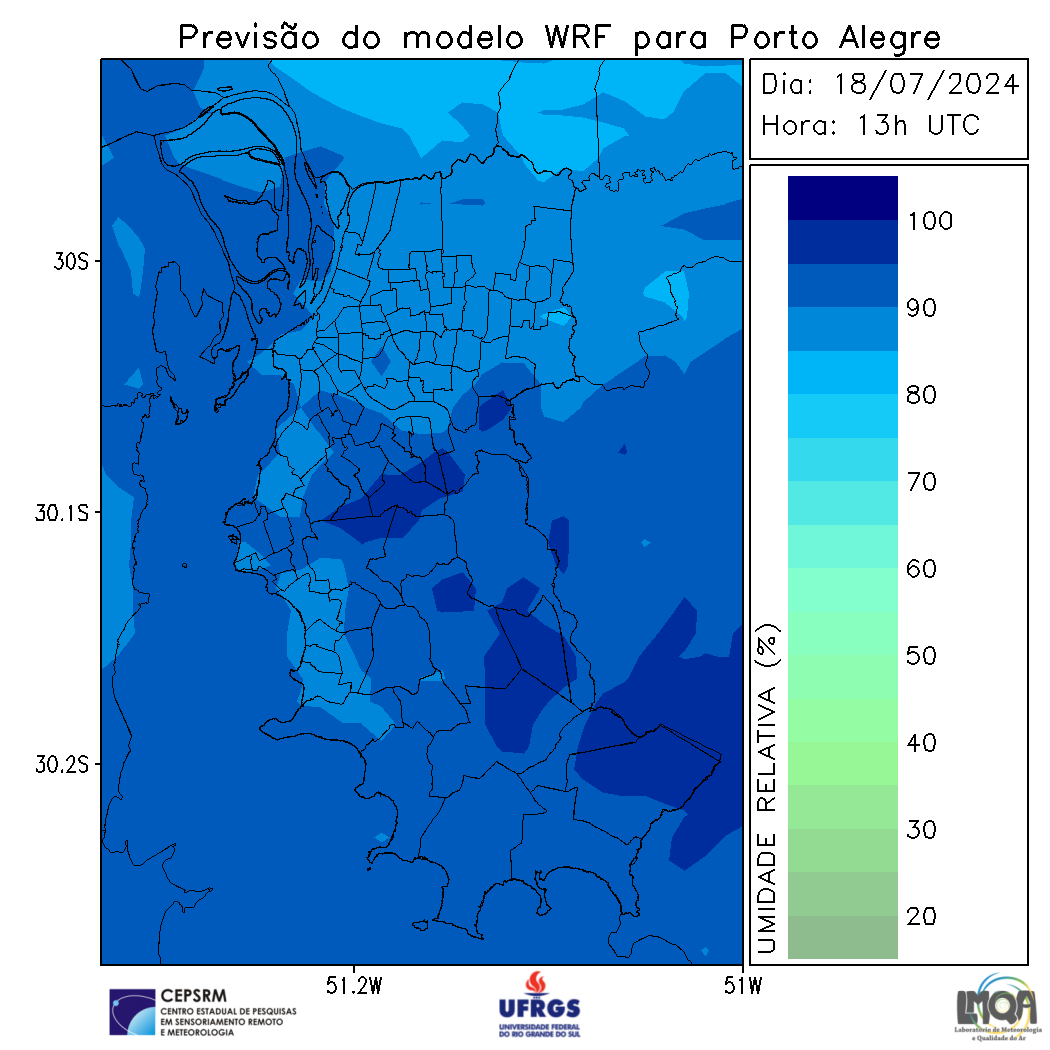 Previsão do modelo WRF para Porto Alegre
Dia: 18/07/2024
Hora: 13h UTC
100
90
80
70
60
50
40
30
20
UMIDADE RELATIVA (%)
30S
30.1S
30.2S
51.2W
51W
CEPSRM
CENTRO ESTADUAL DE PESQUISAS
EM SENSORIAMENTO REMOTO
E METEOROLOGIA
UFRGS
UNIVERSIDADE FEDERAL
DO RIO GRANDE DO SUL
LMQA
Laboratório de Meteorologia
e Qualidade do Ar